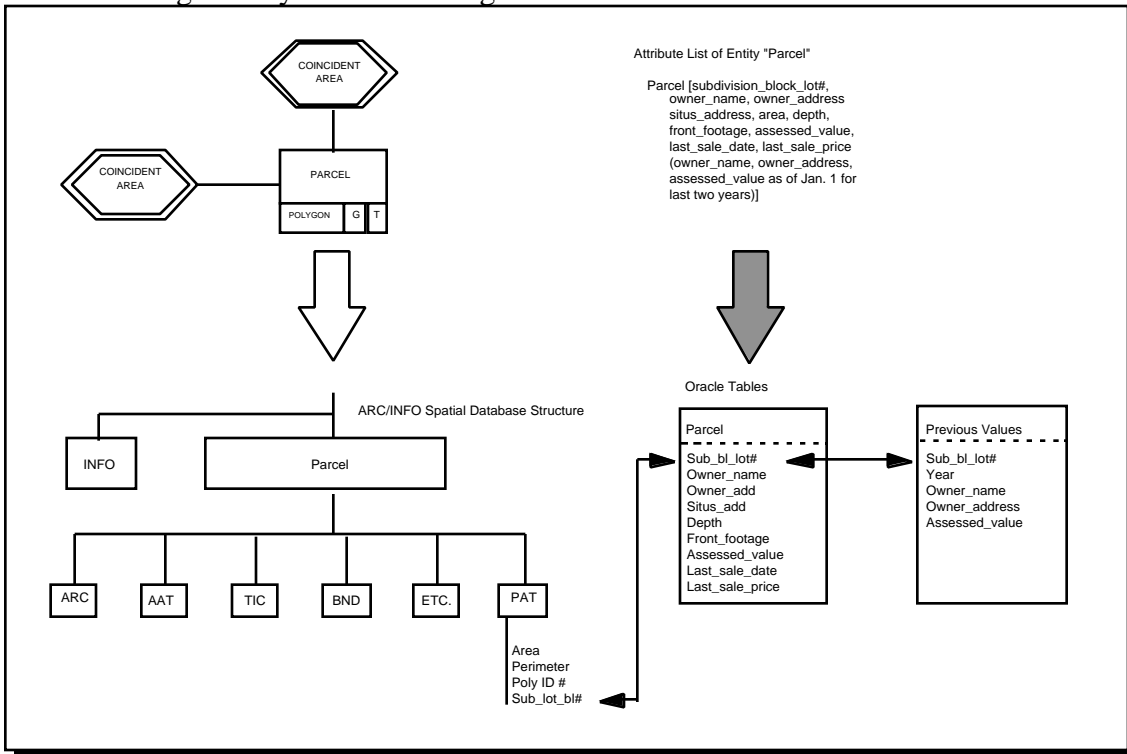 COINCIDENT
AREA
COINCIDENT
AREA
PARCEL
POLYGON G T
Attribute List of Entity "Parcel"
Parcel [subdivision_block_lot#,
owner_name, owner_address
situs_address, area, depth,
front_footage, assessed_value,
last_sale_date, last_sale_price
(owner_name, owner_address,
assessed_value as of Jan. 1 for
last two years)]
ARC/INFO Spatial Database Structure
INFO
Parcel
ARC AAT TIC BND ETC. PAT
Area
Perimeter
Poly ID #
Sub_lot_bl#
Oracle Tables
Parcel
Sub_bl_lot#
Owner_name
Owner_add
Situs_add
Depth
Front_footage
Assessed_value
Last_sale_date
Last_sale_price
Previous Values
Sub_bl_lot#
Year
Owner_name
Owner_address
Assessed_value